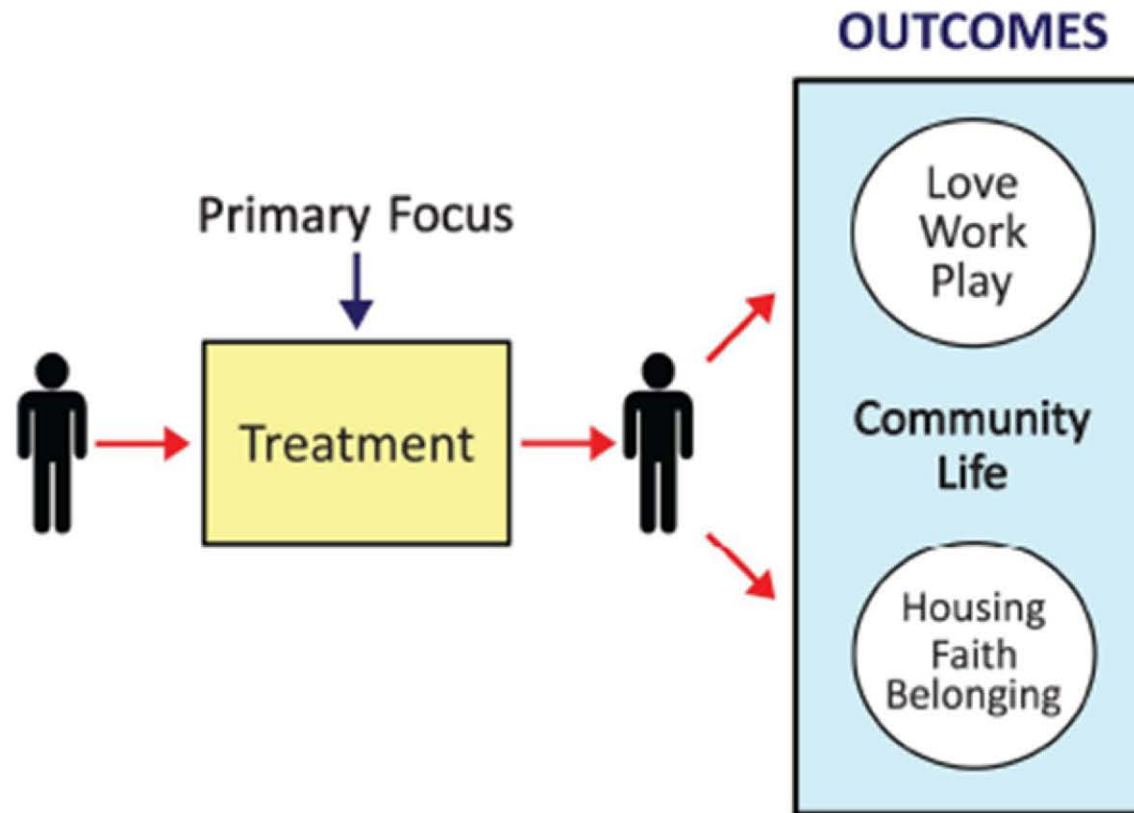 OUTCOMES
Primary Focus
Treatment
Love
Work
Play
Community
Life
Housing
Faith
Belonging